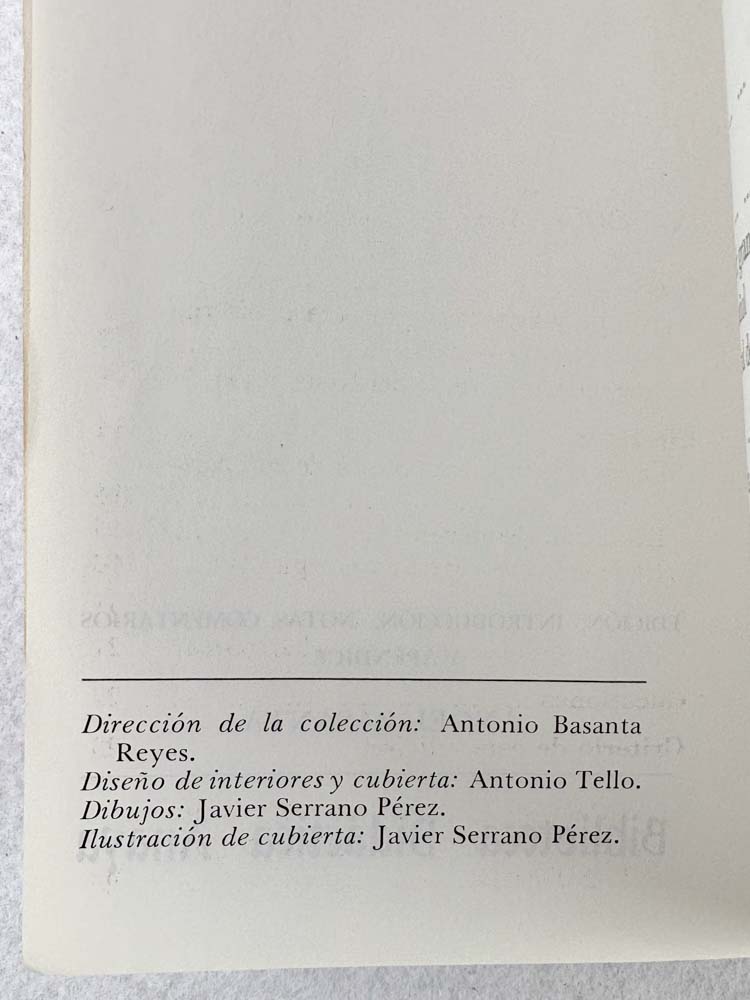 Dirección de la colección: Antonio Basanta
Reyes.
Diseño de interiores y cubierta: Antonio Tello.
Dibujos: Javier Serrano Pérez.
Ilustración de cubierta: Javier Serrano Pérez.